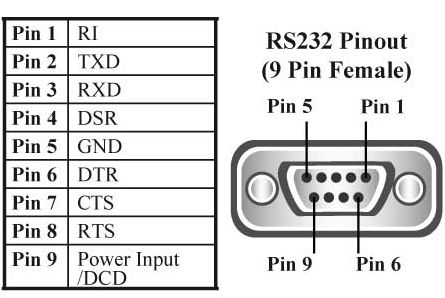 Pin 1 RI
Pin 2 TXD
Pin 3 RXD
Pin 4 DSR
Pin 5 GND
Pin 6 DTR
Pin 7 CTS
Pin 8 RTS
Pin 9 Power Input
/DCD
RS232 Pinout
(9 Pin Female)
Pin 5 Pin 1
Pin 9 Pin 6